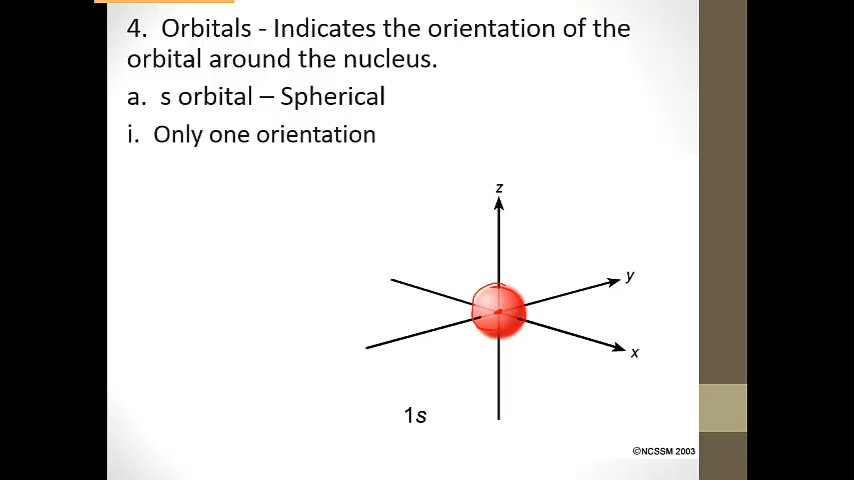 4. Orbitals - Indicates the orientation of the
orbital around the nucleus.
a. s orbital – Spherical
i. Only one orientation
z
y
x
1s
©NCSSM 2003